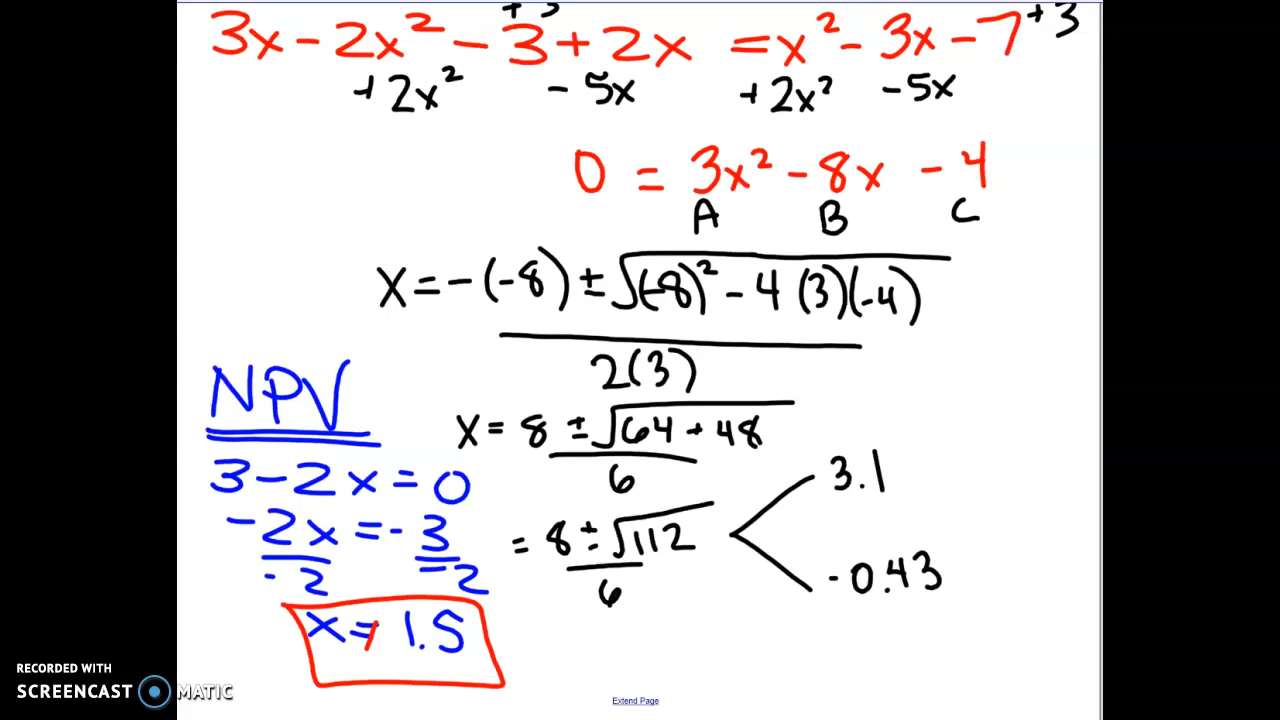 +3
3x - 2x² - 3 + 2x = x² - 3x - 7 +3
+2x² - 5x +2x² - 5x
0 = 3x² - 8x - 4
A B C
x = -(-8) ± √(-8)² - 4(3)(-4)
2(3)
NPV
x = 8 ± √64 + 48
6
3 - 2x = 0
3.1
-2x = -3
-2 -2
= 8 ± √112
6
-0.43
x ≠ 1.5
RECORDED WITH
SCREENCAST MATIC
Extend Page